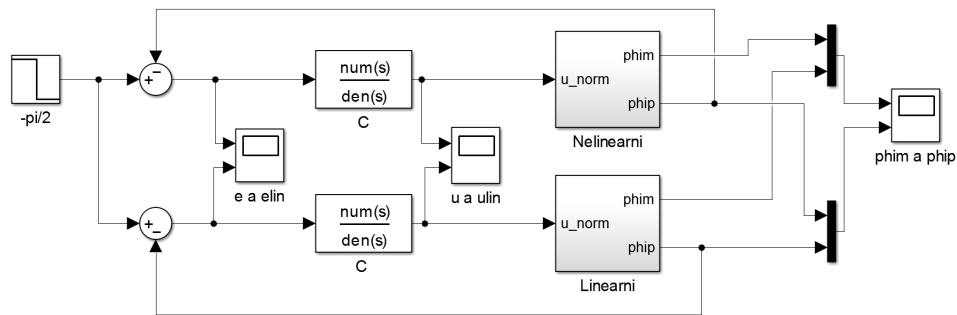 -pi/2
num(s)
den(s)
C
u_norm
phim
phip
Nelinearni
e a elin
u a ulin
phim a phip
num(s)
den(s)
C
u_norm
phim
phip
Linearni